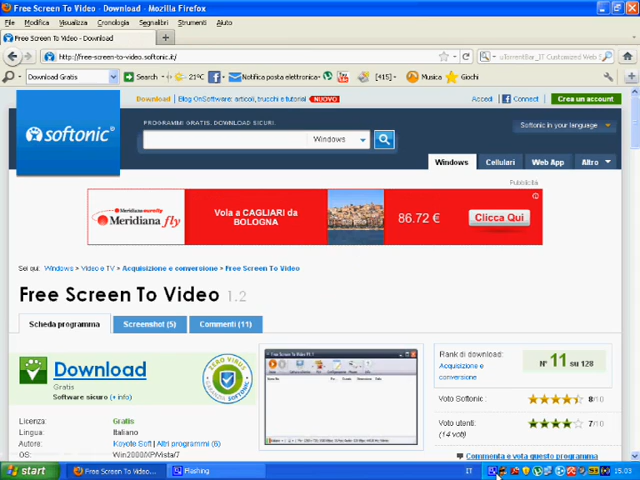 Free Screen To Video - Download - Mozilla Firefox
File Modifica Visualizza Cronologia Segnalibri Strumenti Aiuto
Free Screen To Video - Download
http://free-screen-to-video.softonic.it/
uTorrentBar_IT Customized Web S
Download Gratis Search 21°C Notifica posta elettronica [415] Musica Giochi
Download Blog OnSoftware: articoli, trucchi e tutorial NUOVO Accedi Connect Crea un account
softonic
PROGRAMMI GRATIS. DOWNLOAD SICURI.
Softonic in your language
Windows
Windows Cellulari Web App Altro
Pubblicità
Meridiana
Meridiana fly
Vola a CAGLIARI da
BOLOGNA
86.72 €
Clicca Qui
Sei qui: Windows > Video e TV > Acquisizione e conversione > Free Screen To Video
Free Screen To Video 1.2
Scheda programma Screenshot (5) Commenti (11)
Download
Gratis
Software sicuro (+ info)
ZERO VIRUS
GARANZIA SOFTONIC
Rank di download:
Acquisizione e
conversione
N° 11 su 128
Voto Softonic: 8/10
Voto utenti: 7/10
(14 voti)
Commenta e vota questo programma
Licenza: Gratis
Lingua: Italiano
Autore: Koyote Soft | Altri programmi (6)
OS: Win2000/XP/Vista/7
start Free Screen To Video... Flashing IT 15.03